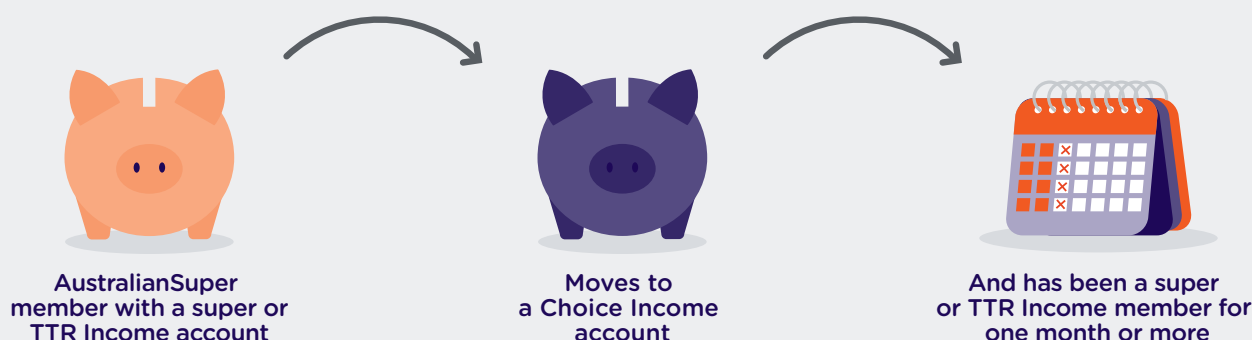 AustralianSuper
member with a super or
TTR Income account
Moves to
a Choice Income
account
And has been a super
or TTR Income member for
one month or more